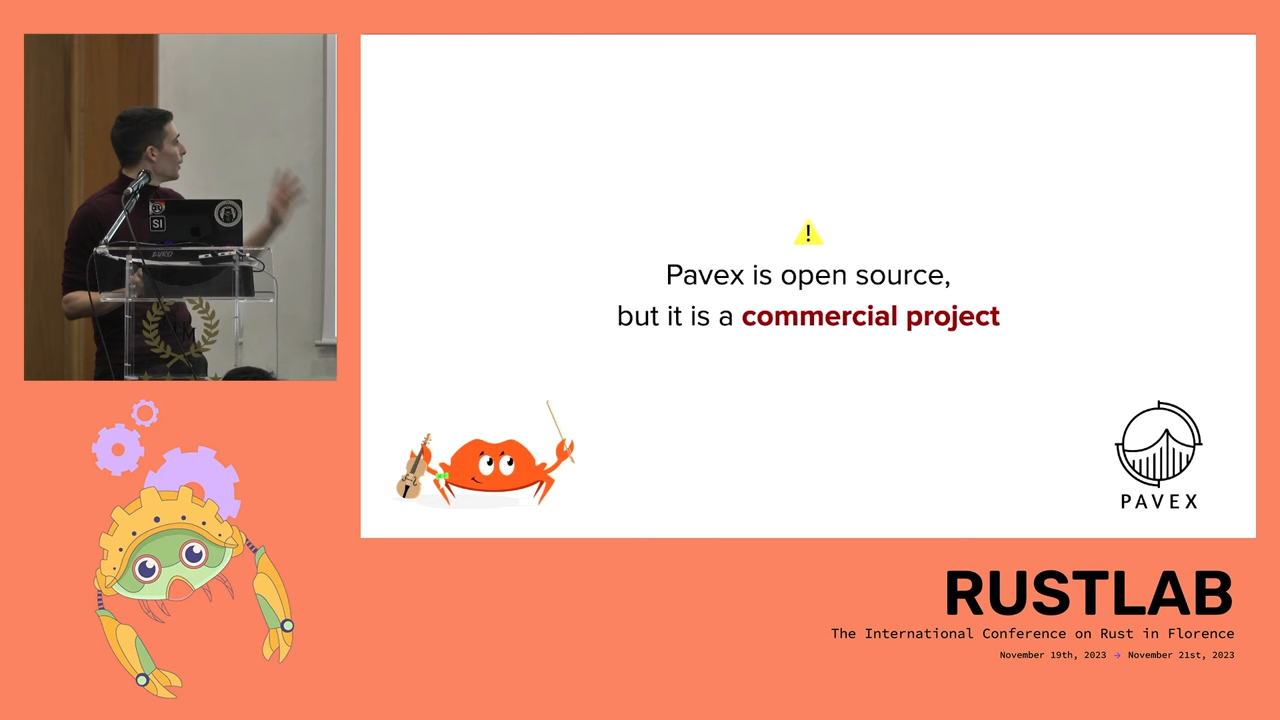 SI
Pavex is open source,
but it is a commercial project
PAVEX
RUSTLAB
The International Conference on Rust in Florence
November 19th, 2023 → November 21st, 2023